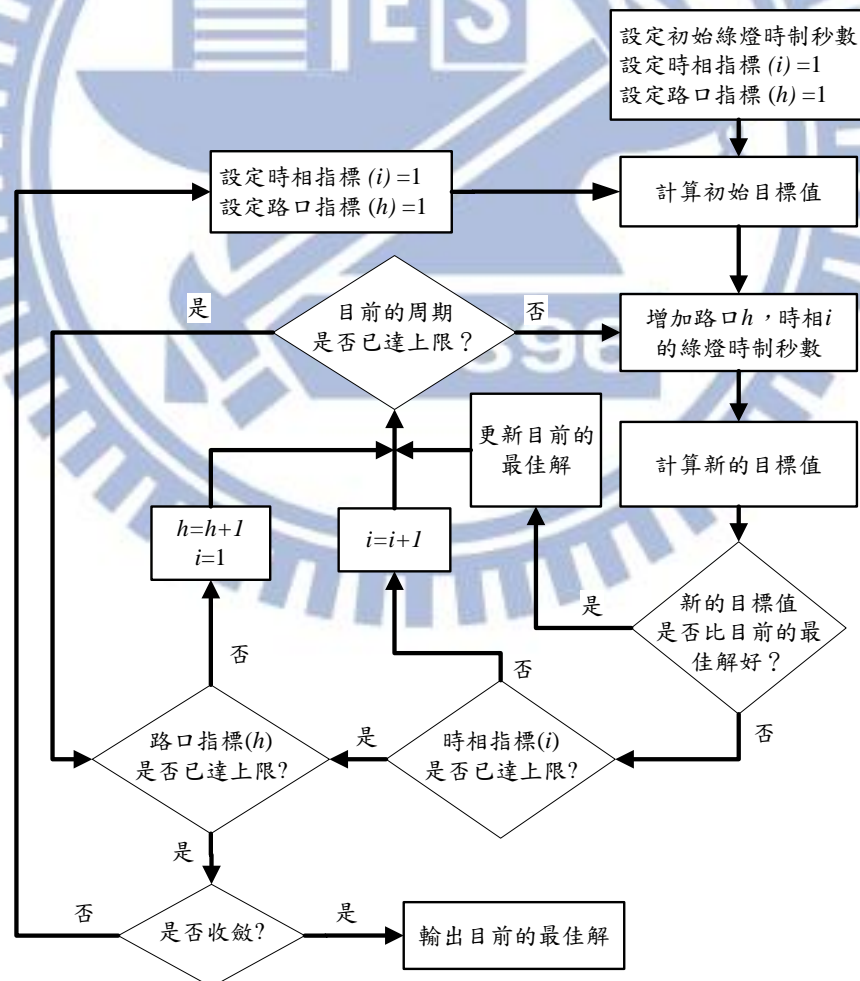 ES
1896
設定初始綠燈時制秒數
設定時相指標 (i) =1
設定路口指標 (h) =1
設定時相指標 (i) =1
設定路口指標 (h) =1
計算初始目標值
是
目前的周期
是否已達上限？
否
增加路口h，時相i
的綠燈時制秒數
更新目前的
最佳解
計算新的目標值
h=h+1
i=1
i=i+1
是
新的目標值
是否比目前的最
佳解好？
否
否
否
路口指標(h)
是否已達上限?
是
時相指標(i)
是否已達上限?
是
否
是否收斂?
是
輸出目前的最佳解